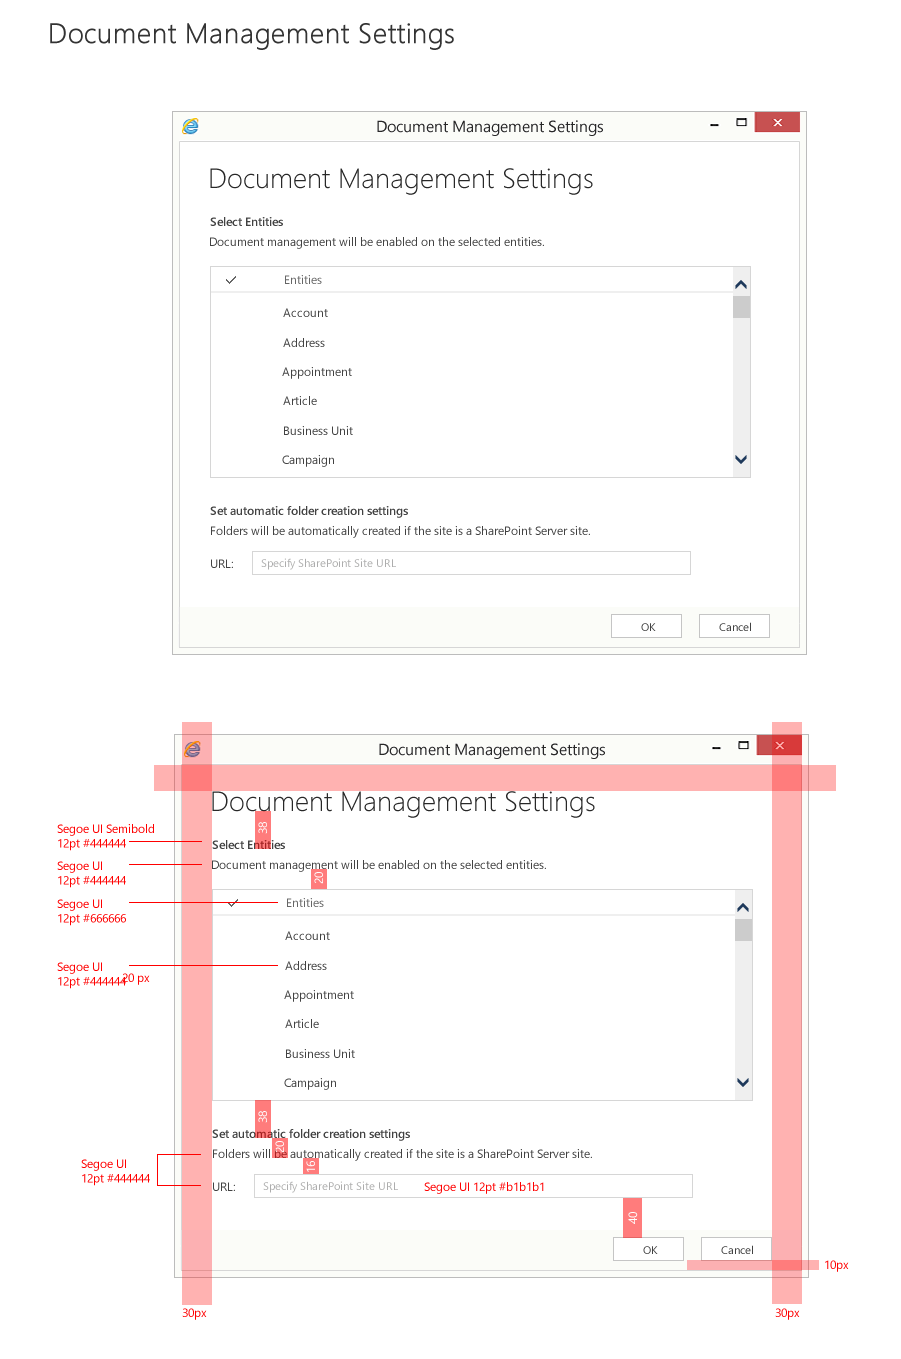 Document Management Settings
Document Management Settings
Document Management Settings
Select Entities
Document management will be enabled on the selected entities.
Entities
Account
Address
Appointment
Article
Business Unit
Campaign
Set automatic folder creation settings
Folders will be automatically created if the site is a SharePoint Server site.
URL: Specify SharePoint Site URL
OK Cancel
Document Management Settings
Document Management Settings
38
Segoe UI Semibold
12pt #444444
Select Entities
Segoe UI
12pt #444444
Document management will be enabled on the selected entities.
20
Segoe UI
12pt #666666
Entities
Account
Segoe UI
12pt #444444
20 px
Address
Appointment
Article
Business Unit
Campaign
38
Set automatic folder creation settings
20
Folders will be automatically created if the site is a SharePoint Server site.
Segoe UI
12pt #444444
16
URL: Specify SharePoint Site URL Segoe UI 12pt #b1b1b1
40
OK Cancel
10px
30px 30px